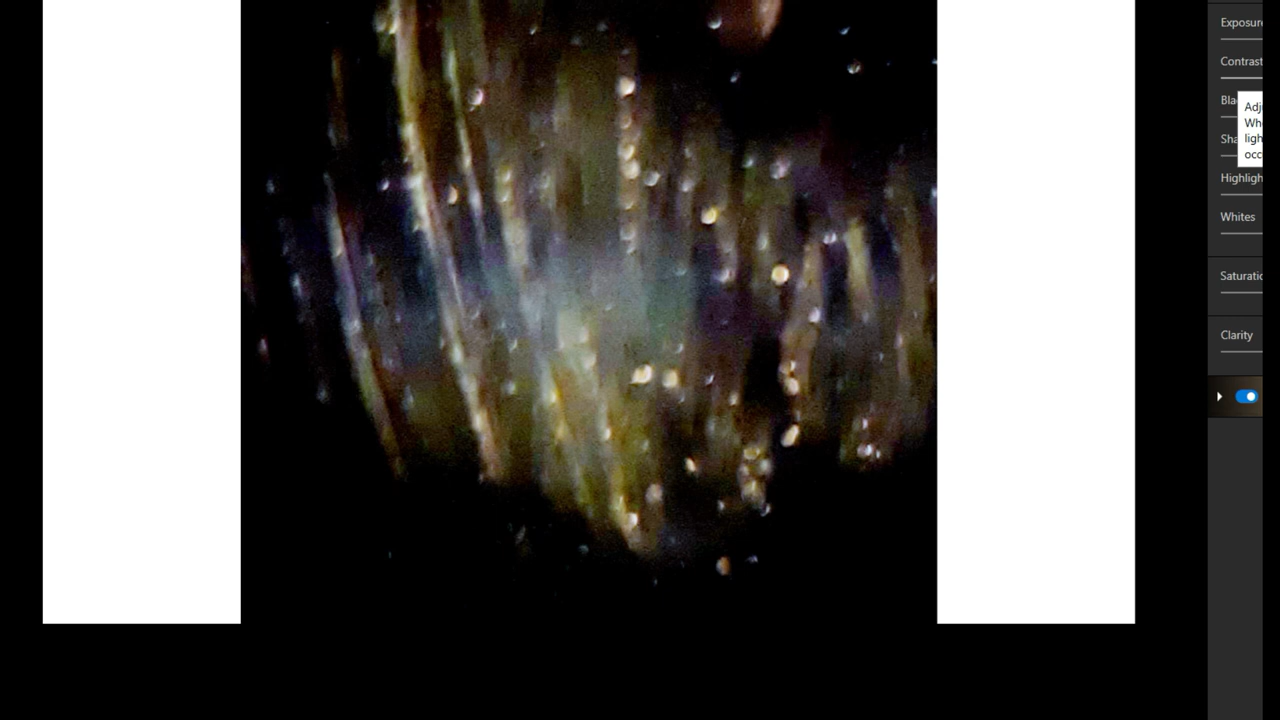 Exposur
Contrast
Bla
Adj
Wh
Sha
ligh
occ
Highligh
Whites
Saturatio
Clarity